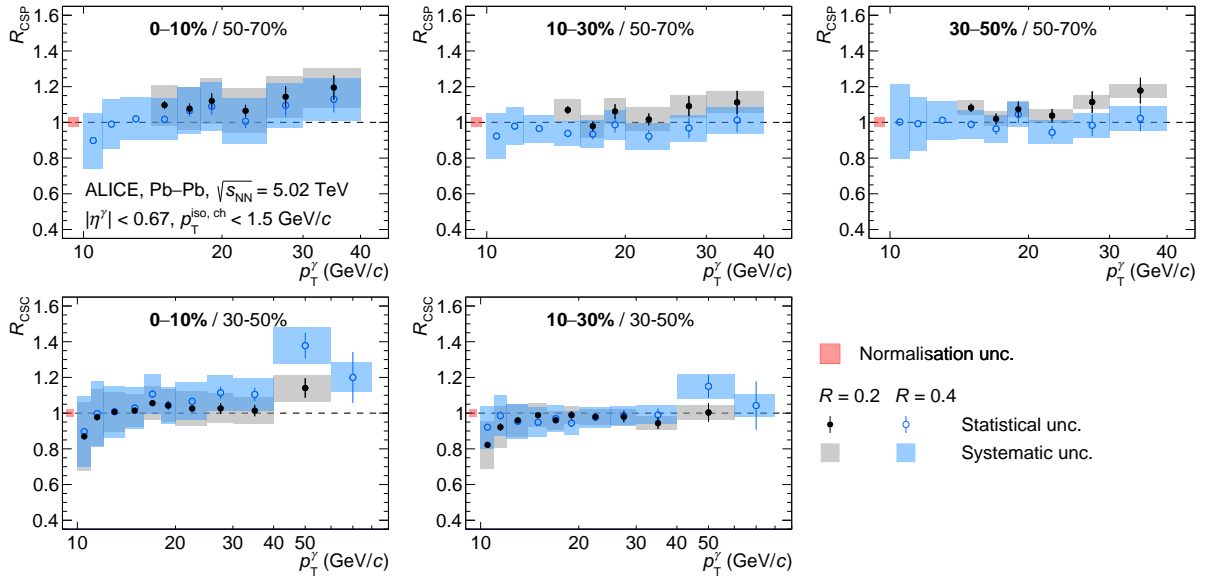 R_CSP
1.6
1.4
1.2
1
0.8
0.6
0.4
0–10% / 50-70%
ALICE, Pb–Pb, √s_NN = 5.02 TeV
|η^γ| < 0.67, p_T^iso, ch < 1.5 GeV/c
10 20 30 40
p_T^γ (GeV/c)
R_CSP
1.6
1.4
1.2
1
0.8
0.6
0.4
10–30% / 50-70%
10 20 30 40
p_T^γ (GeV/c)
R_CSP
1.6
1.4
1.2
1
0.8
0.6
0.4
30–50% / 50-70%
10 20 30 40
p_T^γ (GeV/c)
R_CSC
1.6
1.4
1.2
1
0.8
0.6
0.4
0–10% / 30-50%
10 20 30 40 50
p_T^γ (GeV/c)
R_CSC
1.6
1.4
1.2
1
0.8
0.6
0.4
10–30% / 30-50%
10 20 30 40 50
p_T^γ (GeV/c)
Normalisation unc.
R = 0.2 R = 0.4
Statistical unc.
Systematic unc.